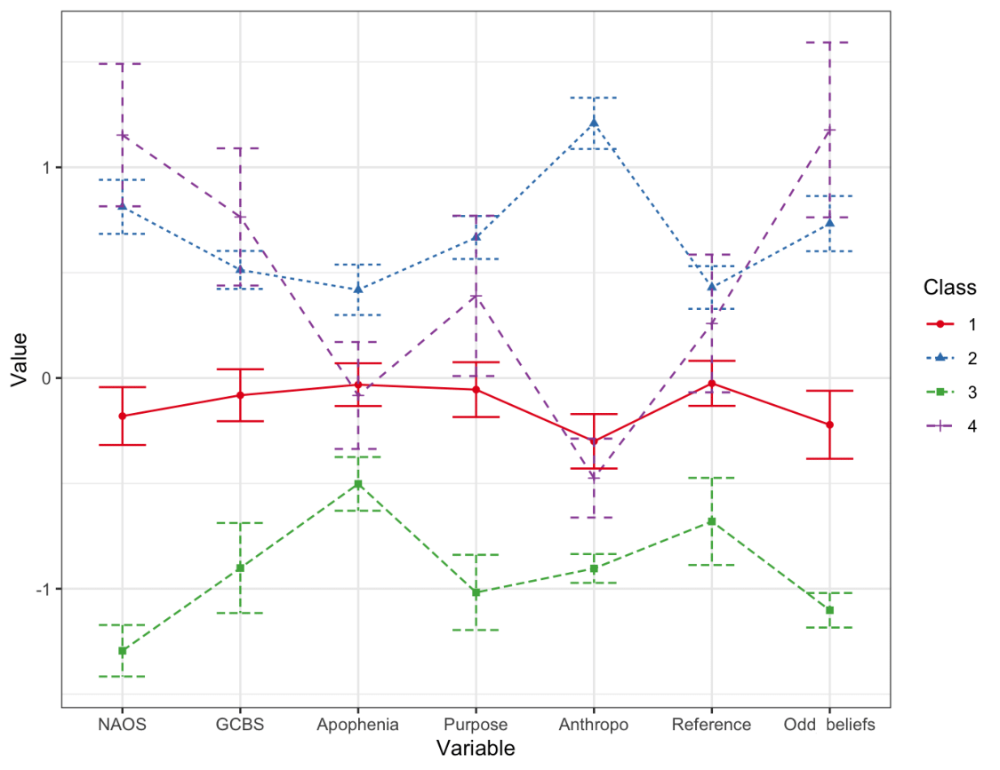 1
0
-1
Value
NAOS GCBS Apophenia Purpose Anthropo Reference Odd beliefs
Variable
Class
1
2
3
4